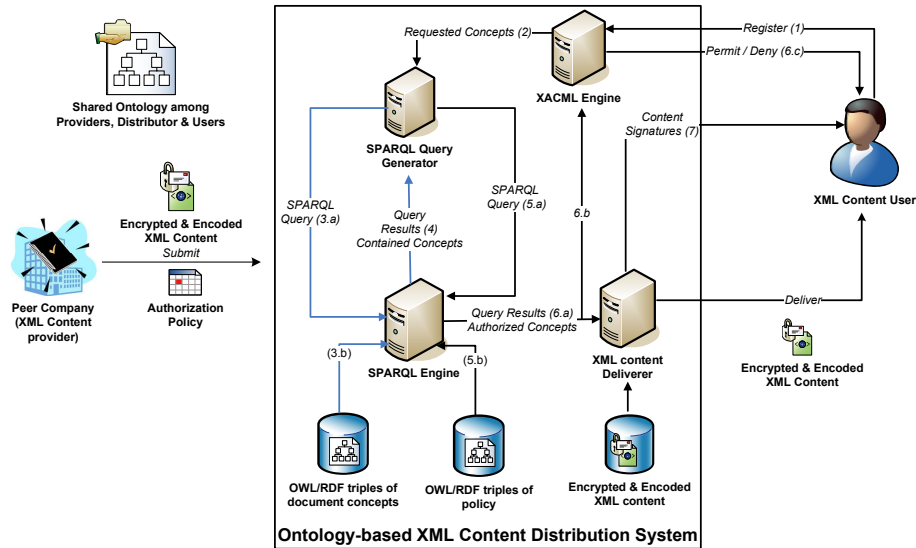 Shared Ontology among
Providers, Distributor & Users
Encrypted & Encoded
XML Content
Submit
Authorization
Policy
Peer Company
(XML Content
provider)
Requested Concepts (2)
XACML Engine
Register (1)
Permit / Deny (6.c)
SPARQL Query
Generator
SPARQL
Query (3.a)
Query
Results (4)
Contained Concepts
SPARQL
Query (5.a)
6.b
Content
Signatures (7)
XML Content User
Query Results (6.a)
Authorized Concepts
SPARQL Engine
(3.b)
(5.b)
XML content
Deliverer
Deliver
Encrypted & Encoded
XML Content
OWL/RDF triples of
document concepts
OWL/RDF triples of
policy
Encrypted & Encoded
XML content
Ontology-based XML Content Distribution System